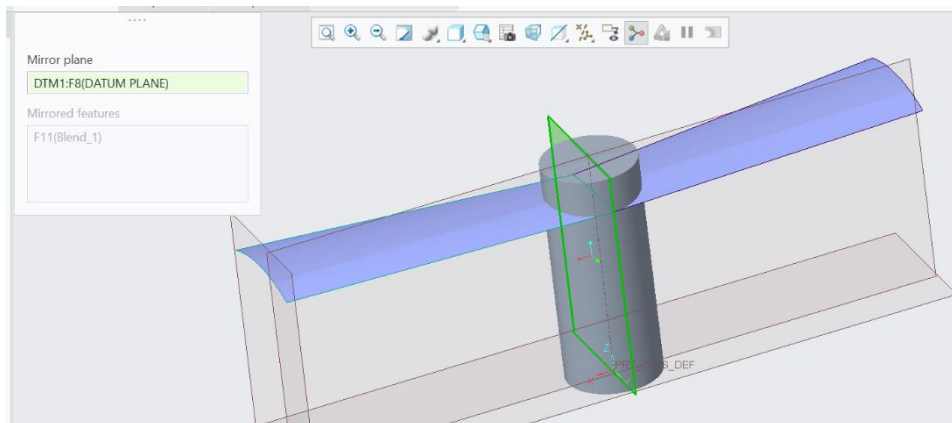 Mirror plane
DTM1:F8(DATUM PLANE)
Mirrored features
F11(Blend_1)
Z
X